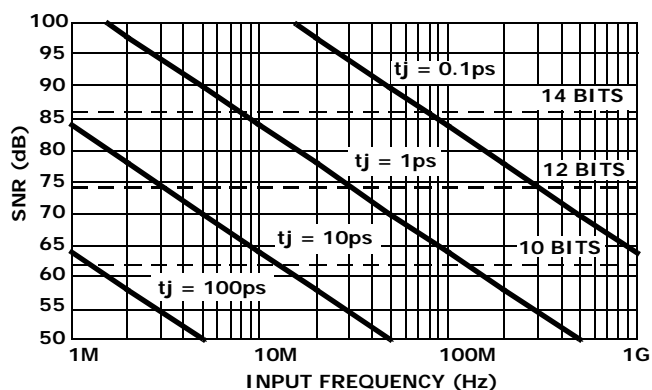 100
95
90
85
80
75
70
65
60
55
50
SNR (dB)
tj = 0.1ps
14 BITS
tj = 1ps
12 BITS
tj = 10ps
10 BITS
tj = 100ps
1M 10M 100M 1G
INPUT FREQUENCY (Hz)